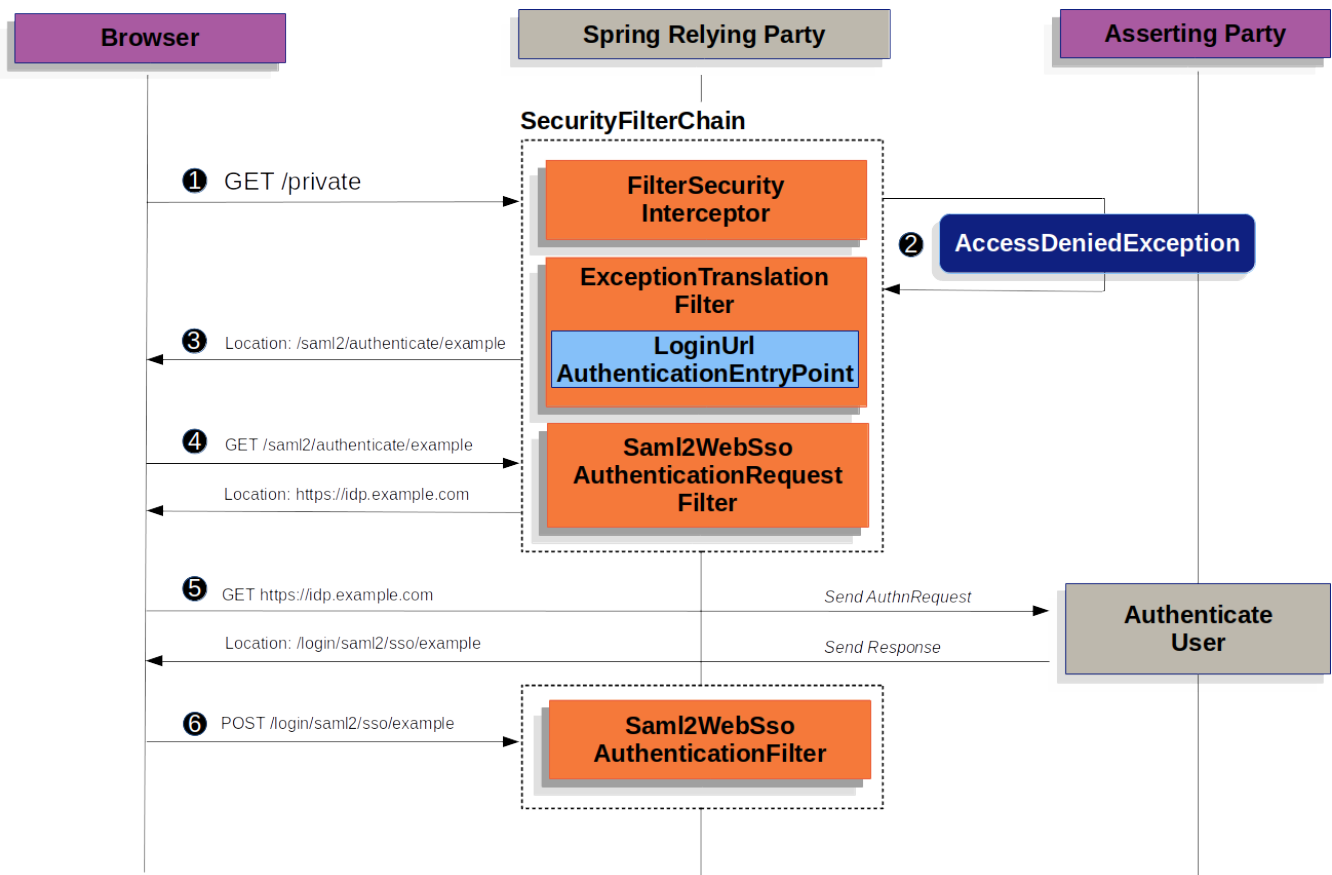 Browser
Spring Relying Party
Asserting Party
SecurityFilterChain
1 GET /private
FilterSecurity
Interceptor
2 AccessDeniedException
ExceptionTranslation
Filter
3 Location: /saml2/authenticate/example
LoginUrl
AuthenticationEntryPoint
4 GET /saml2/authenticate/example
Saml2WebSso
AuthenticationRequest
Filter
Location: https://idp.example.com
5 GET https://idp.example.com
Send AuthnRequest
Authenticate
User
Location: /login/saml2/sso/example
Send Response
6 POST /login/saml2/sso/example
Saml2WebSso
AuthenticationFilter